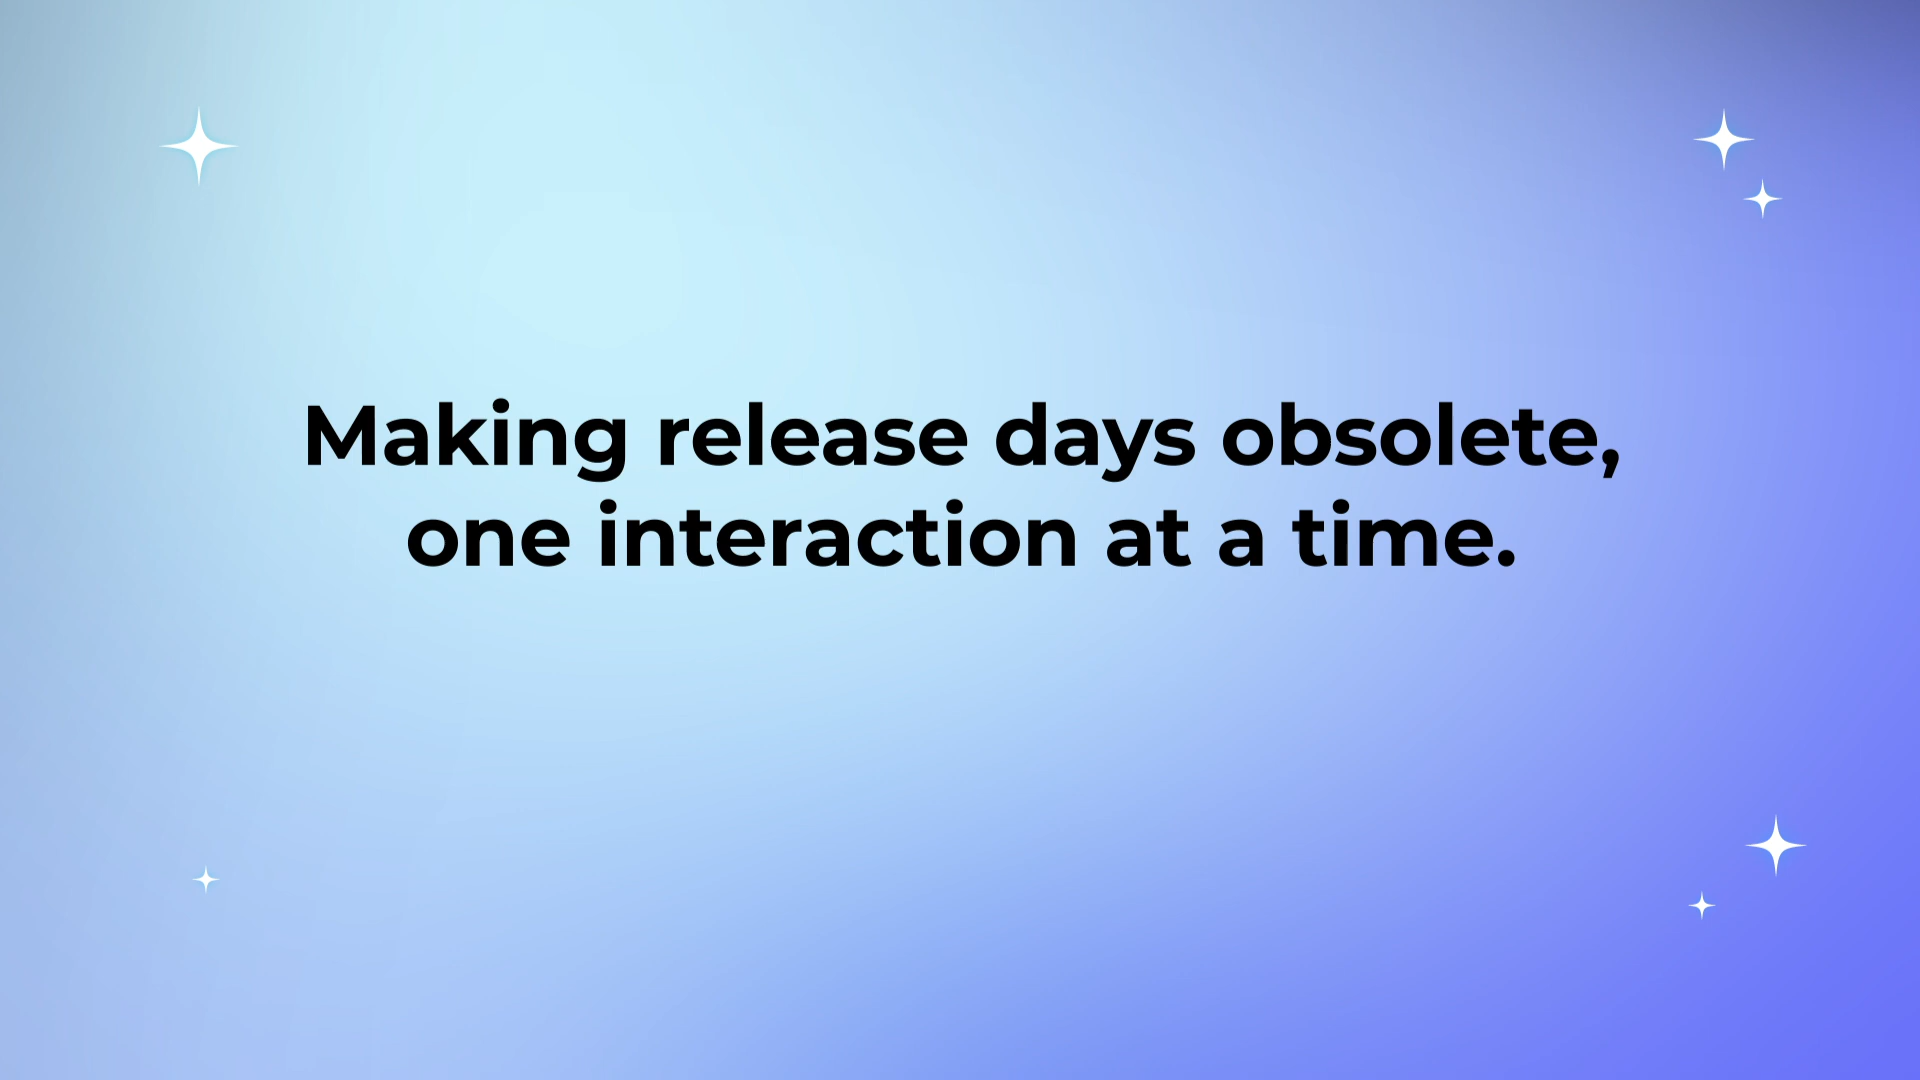 Making release days obsolete,
one interaction at a time.